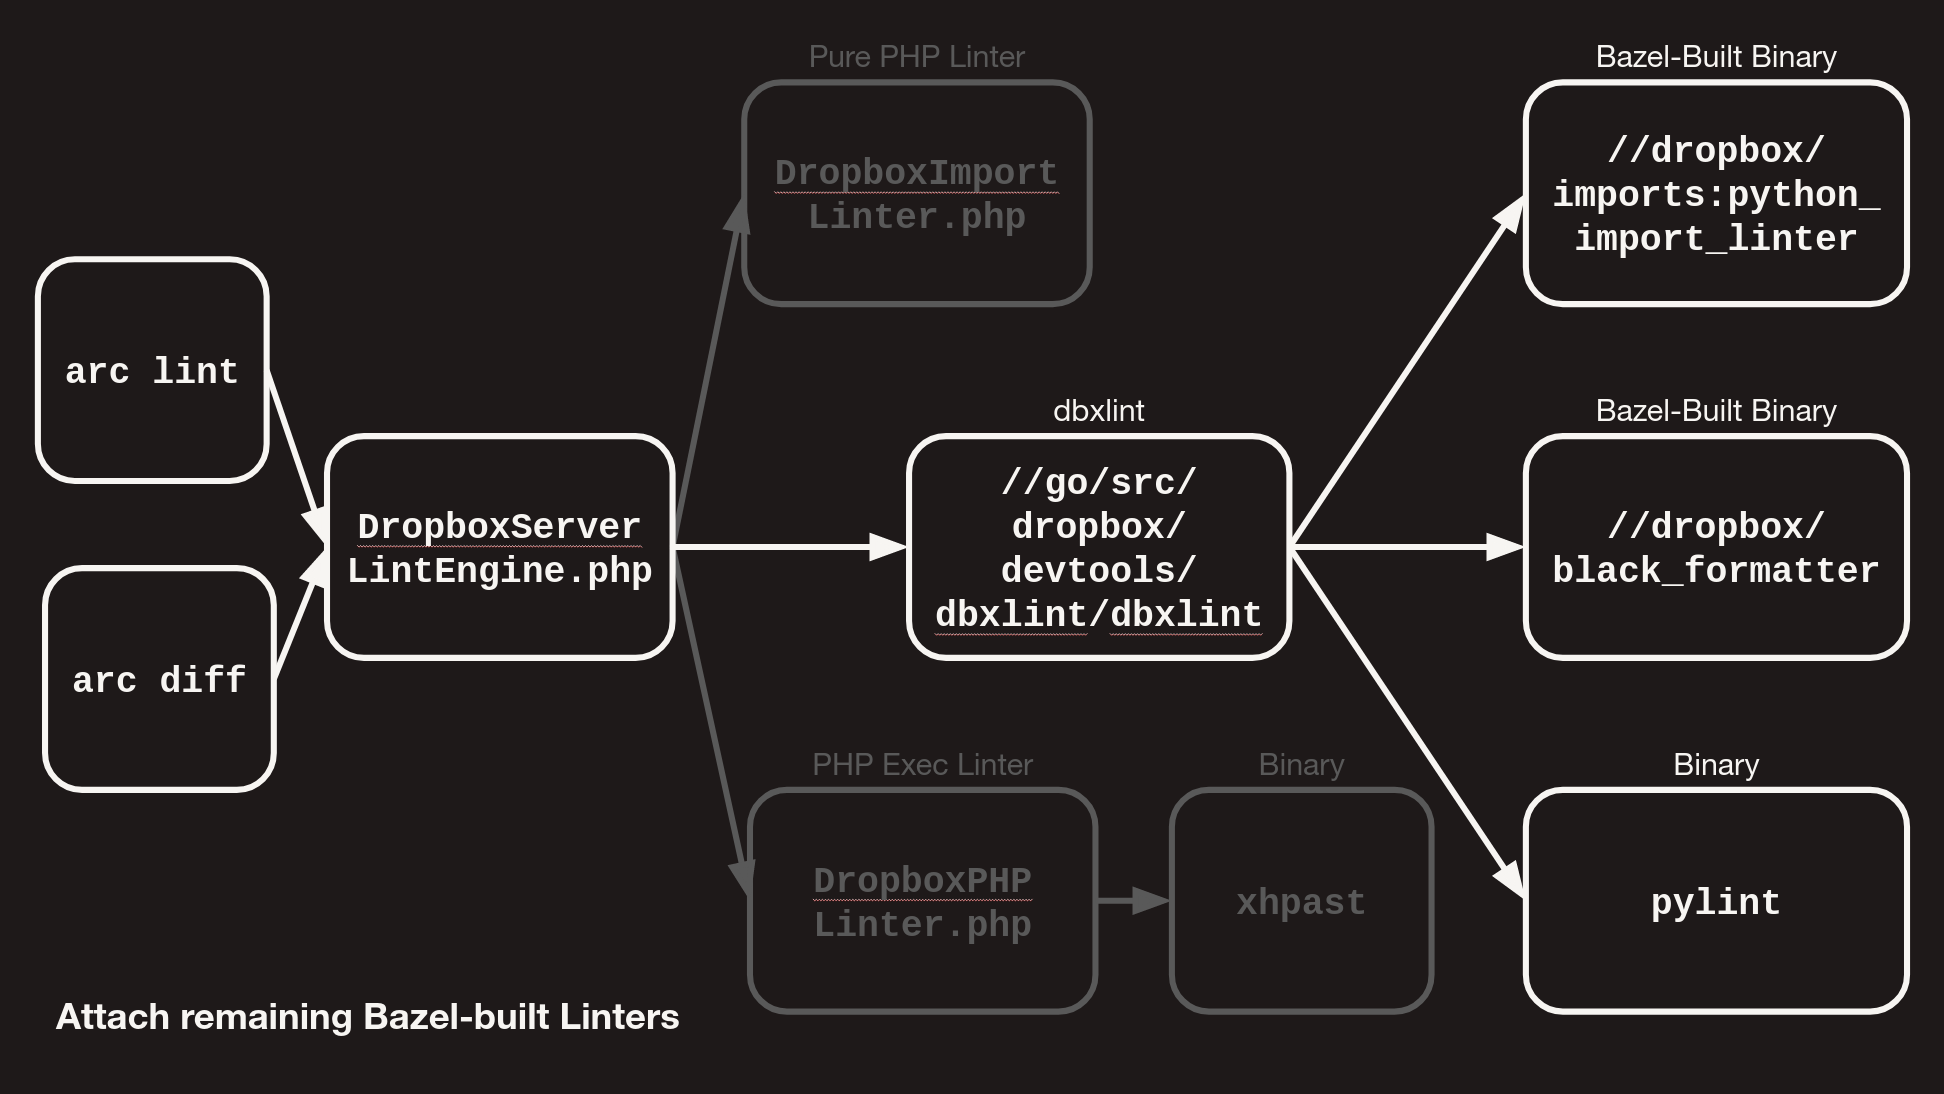 Pure PHP Linter
DropboxImport
Linter.php
Bazel-Built Binary
//dropbox/
imports:python_
import_linter
arc lint
arc diff
DropboxServer
LintEngine.php
dbxlint
//go/src/
dropbox/
devtools/
dbxlint/dbxlint
Bazel-Built Binary
//dropbox/
black_formatter
PHP Exec Linter
DropboxPHP
Linter.php
Binary
xhpast
Binary
pylint
Attach remaining Bazel-built Linters